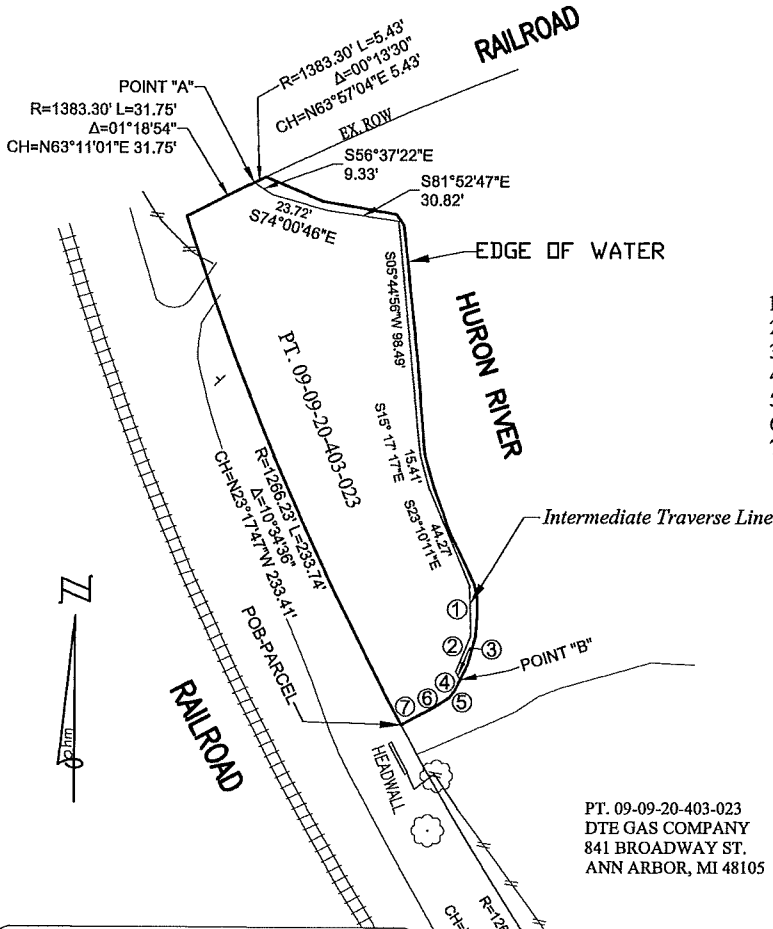 RAILROAD
R=1383.30' L=5.43'
Δ=00°13'30"
CH=N63°57'04"E 5.43'
POINT "A"
R=1383.30' L=31.75'
Δ=01°18'54"
CH=N63°11'01"E 31.75'
EX. ROW
S56°37'22"E
9.33'
S81°52'47"E
30.82'
23.72'
S74°00'46"E
EDGE OF WATER
S05°44'56"W 98.49'
HURON RIVER
PT. 09-09-20-403-023
15.41'
S15° 17' 17"E
44.27'
S23°10'11"E
R=1266.23' L=233.74'
Δ=10°34'36"
CH=N23°17'47"W 233.41'
Intermediate Traverse Line
POB-PARCEL
1
2
3
POINT "B"
4
5
6
7
N
ohm
RAILROAD
HEADWALL
PT. 09-09-20-403-023
DTE GAS COMPANY
841 BROADWAY ST.
ANN ARBOR, MI 48105